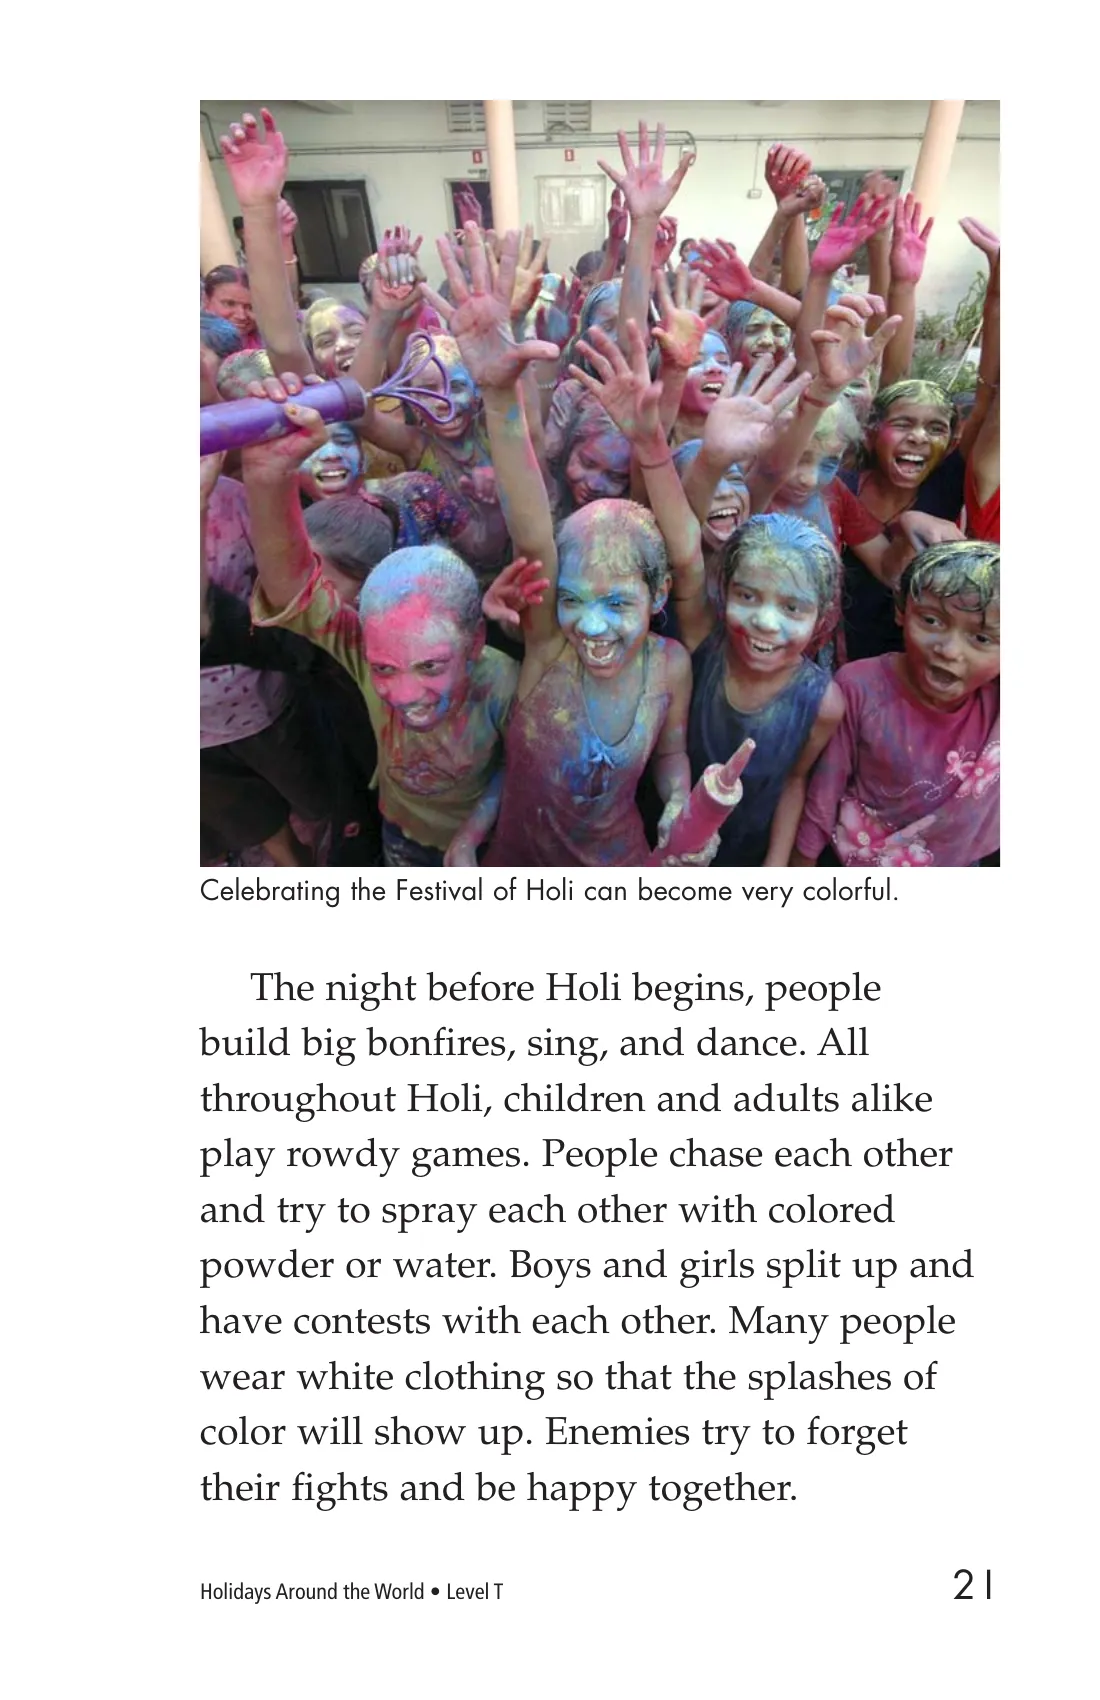 Celebrating the Festival of Holi can become very colorful.
The night before Holi begins, people
build big bonfires, sing, and dance. All
throughout Holi, children and adults alike
play rowdy games. People chase each other
and try to spray each other with colored
powder or water. Boys and girls split up and
have contests with each other. Many people
wear white clothing so that the splashes of
color will show up. Enemies try to forget
their fights and be happy together.
Holidays Around the World • Level T
21